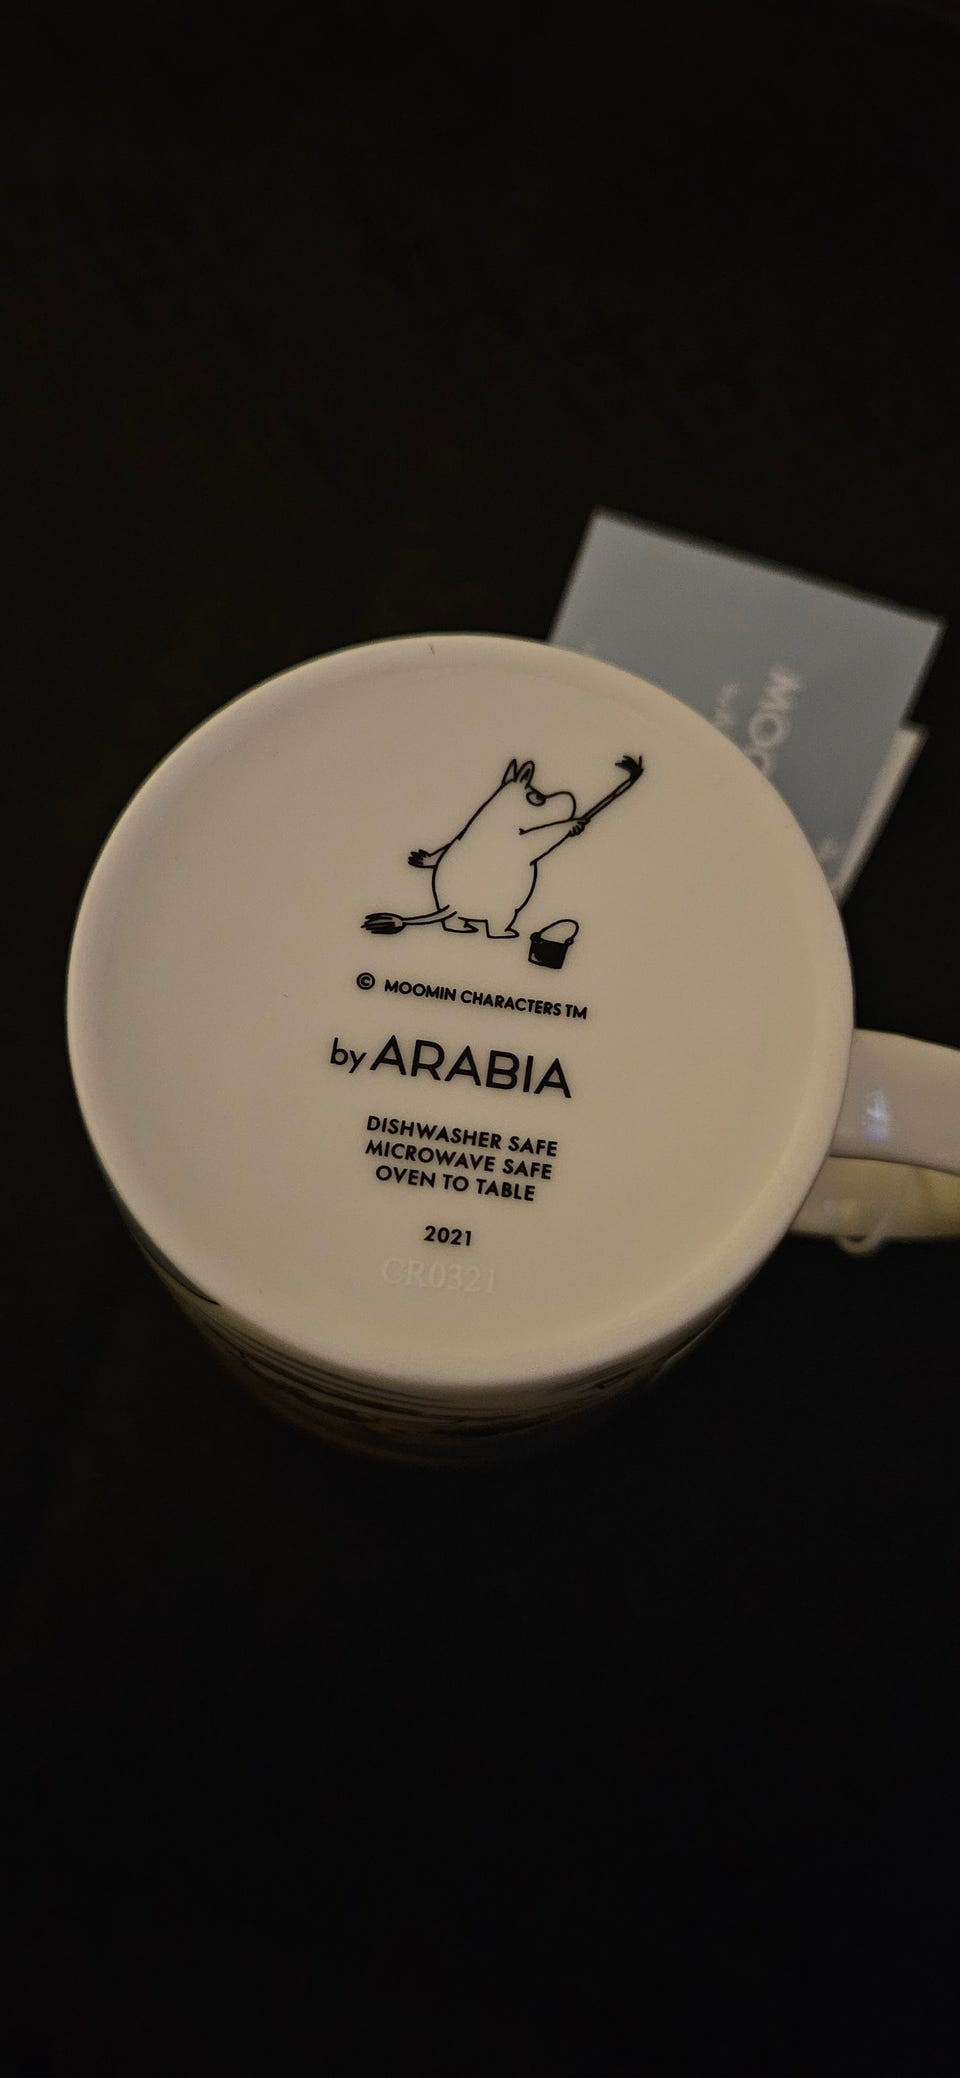 © MOOMIN CHARACTERS TM
by ARABIA
DISHWASHER SAFE
MICROWAVE SAFE
OVEN TO TABLE
2021
CR0321